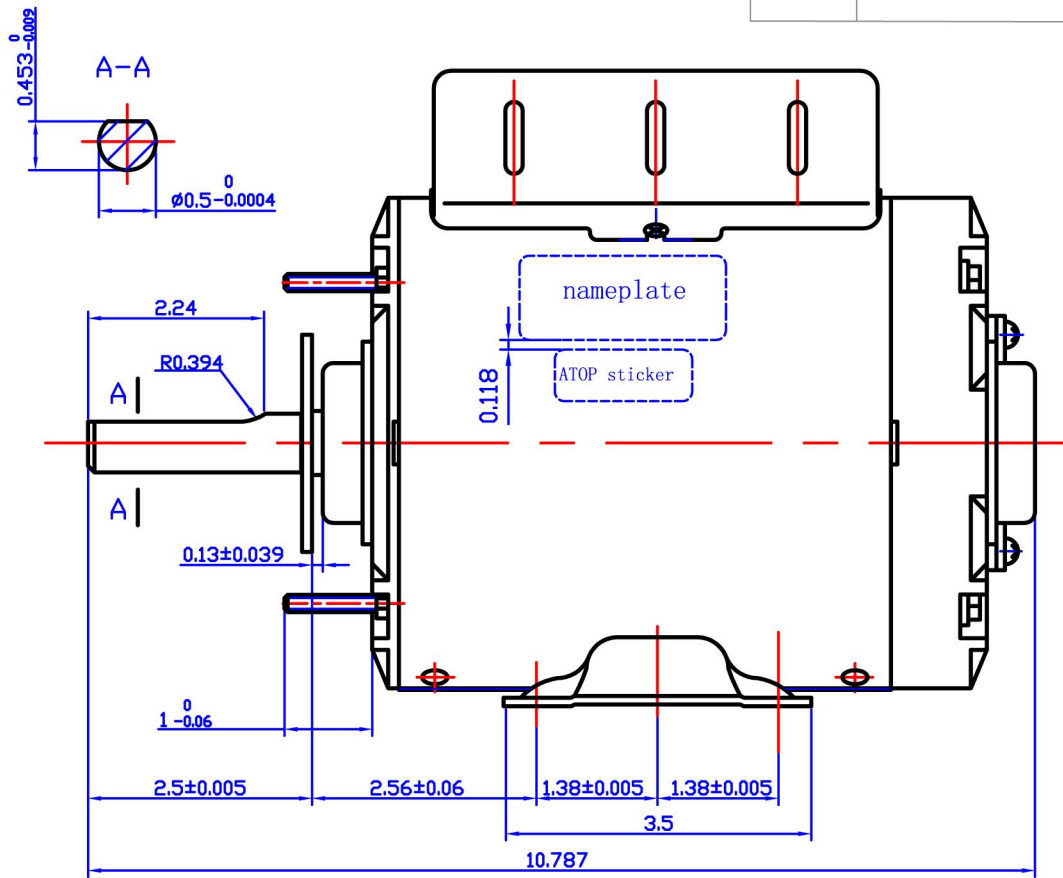 0
0.453-0.009
A-A
0
ø0.5-0.0004
nameplate
2.24
R0.394
ATOP sticker
0.118
A
A
0.13±0.039
0
1 -0.06
2.5±0.005
2.56±0.06
1.38±0.005
1.38±0.005
3.5
10.787